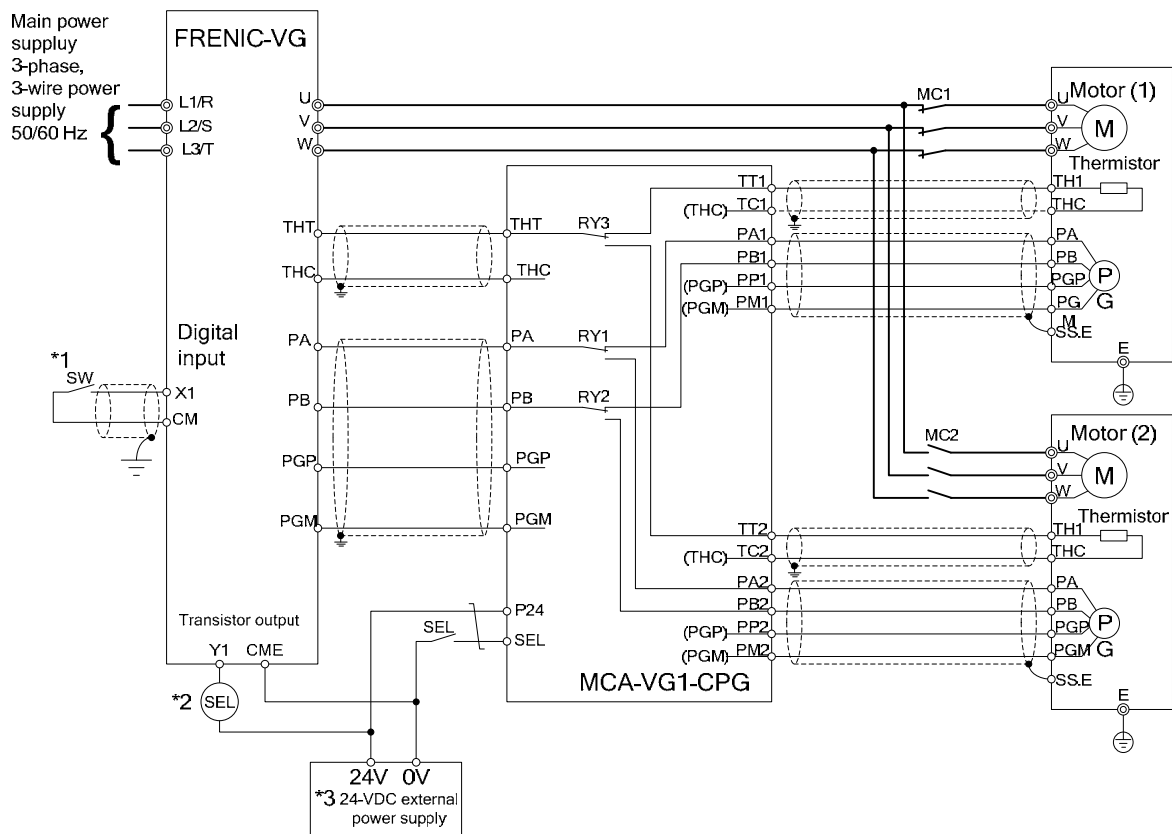 Main power
suppluy
3-phase,
3-wire power
supply
50/60 Hz
FRENIC-VG
L1/R
L2/S
L3/T
U
V
W
MC1
Motor (1)
U
V
W
M
Thermistor
TT1
TH1
(THC)
TC1
THC
THT
THT
RY3
THC
THC
PA1
PA
PB1
PB
(PGP)
PP1
PGP
(PGM)
PM1
PG
M
P
G
SS.E
E
Digital
input
*1
SW
X1
CM
PA
PA
RY1
PB
PB
RY2
PGP
PGP
PGM
PGM
MC2
Motor (2)
U
V
W
M
Thermistor
TT2
TH1
(THC)
TC2
THC
PA2
PA
PB2
PB
(PGP)
PP2
PGP
(PGM)
PM2
PGM
P
G
SS.E
E
P24
SEL
SEL
MCA-VG1-CPG
Transistor output
Y1
CME
*2
SEL
24V
0V
*3 24-VDC external
power supply